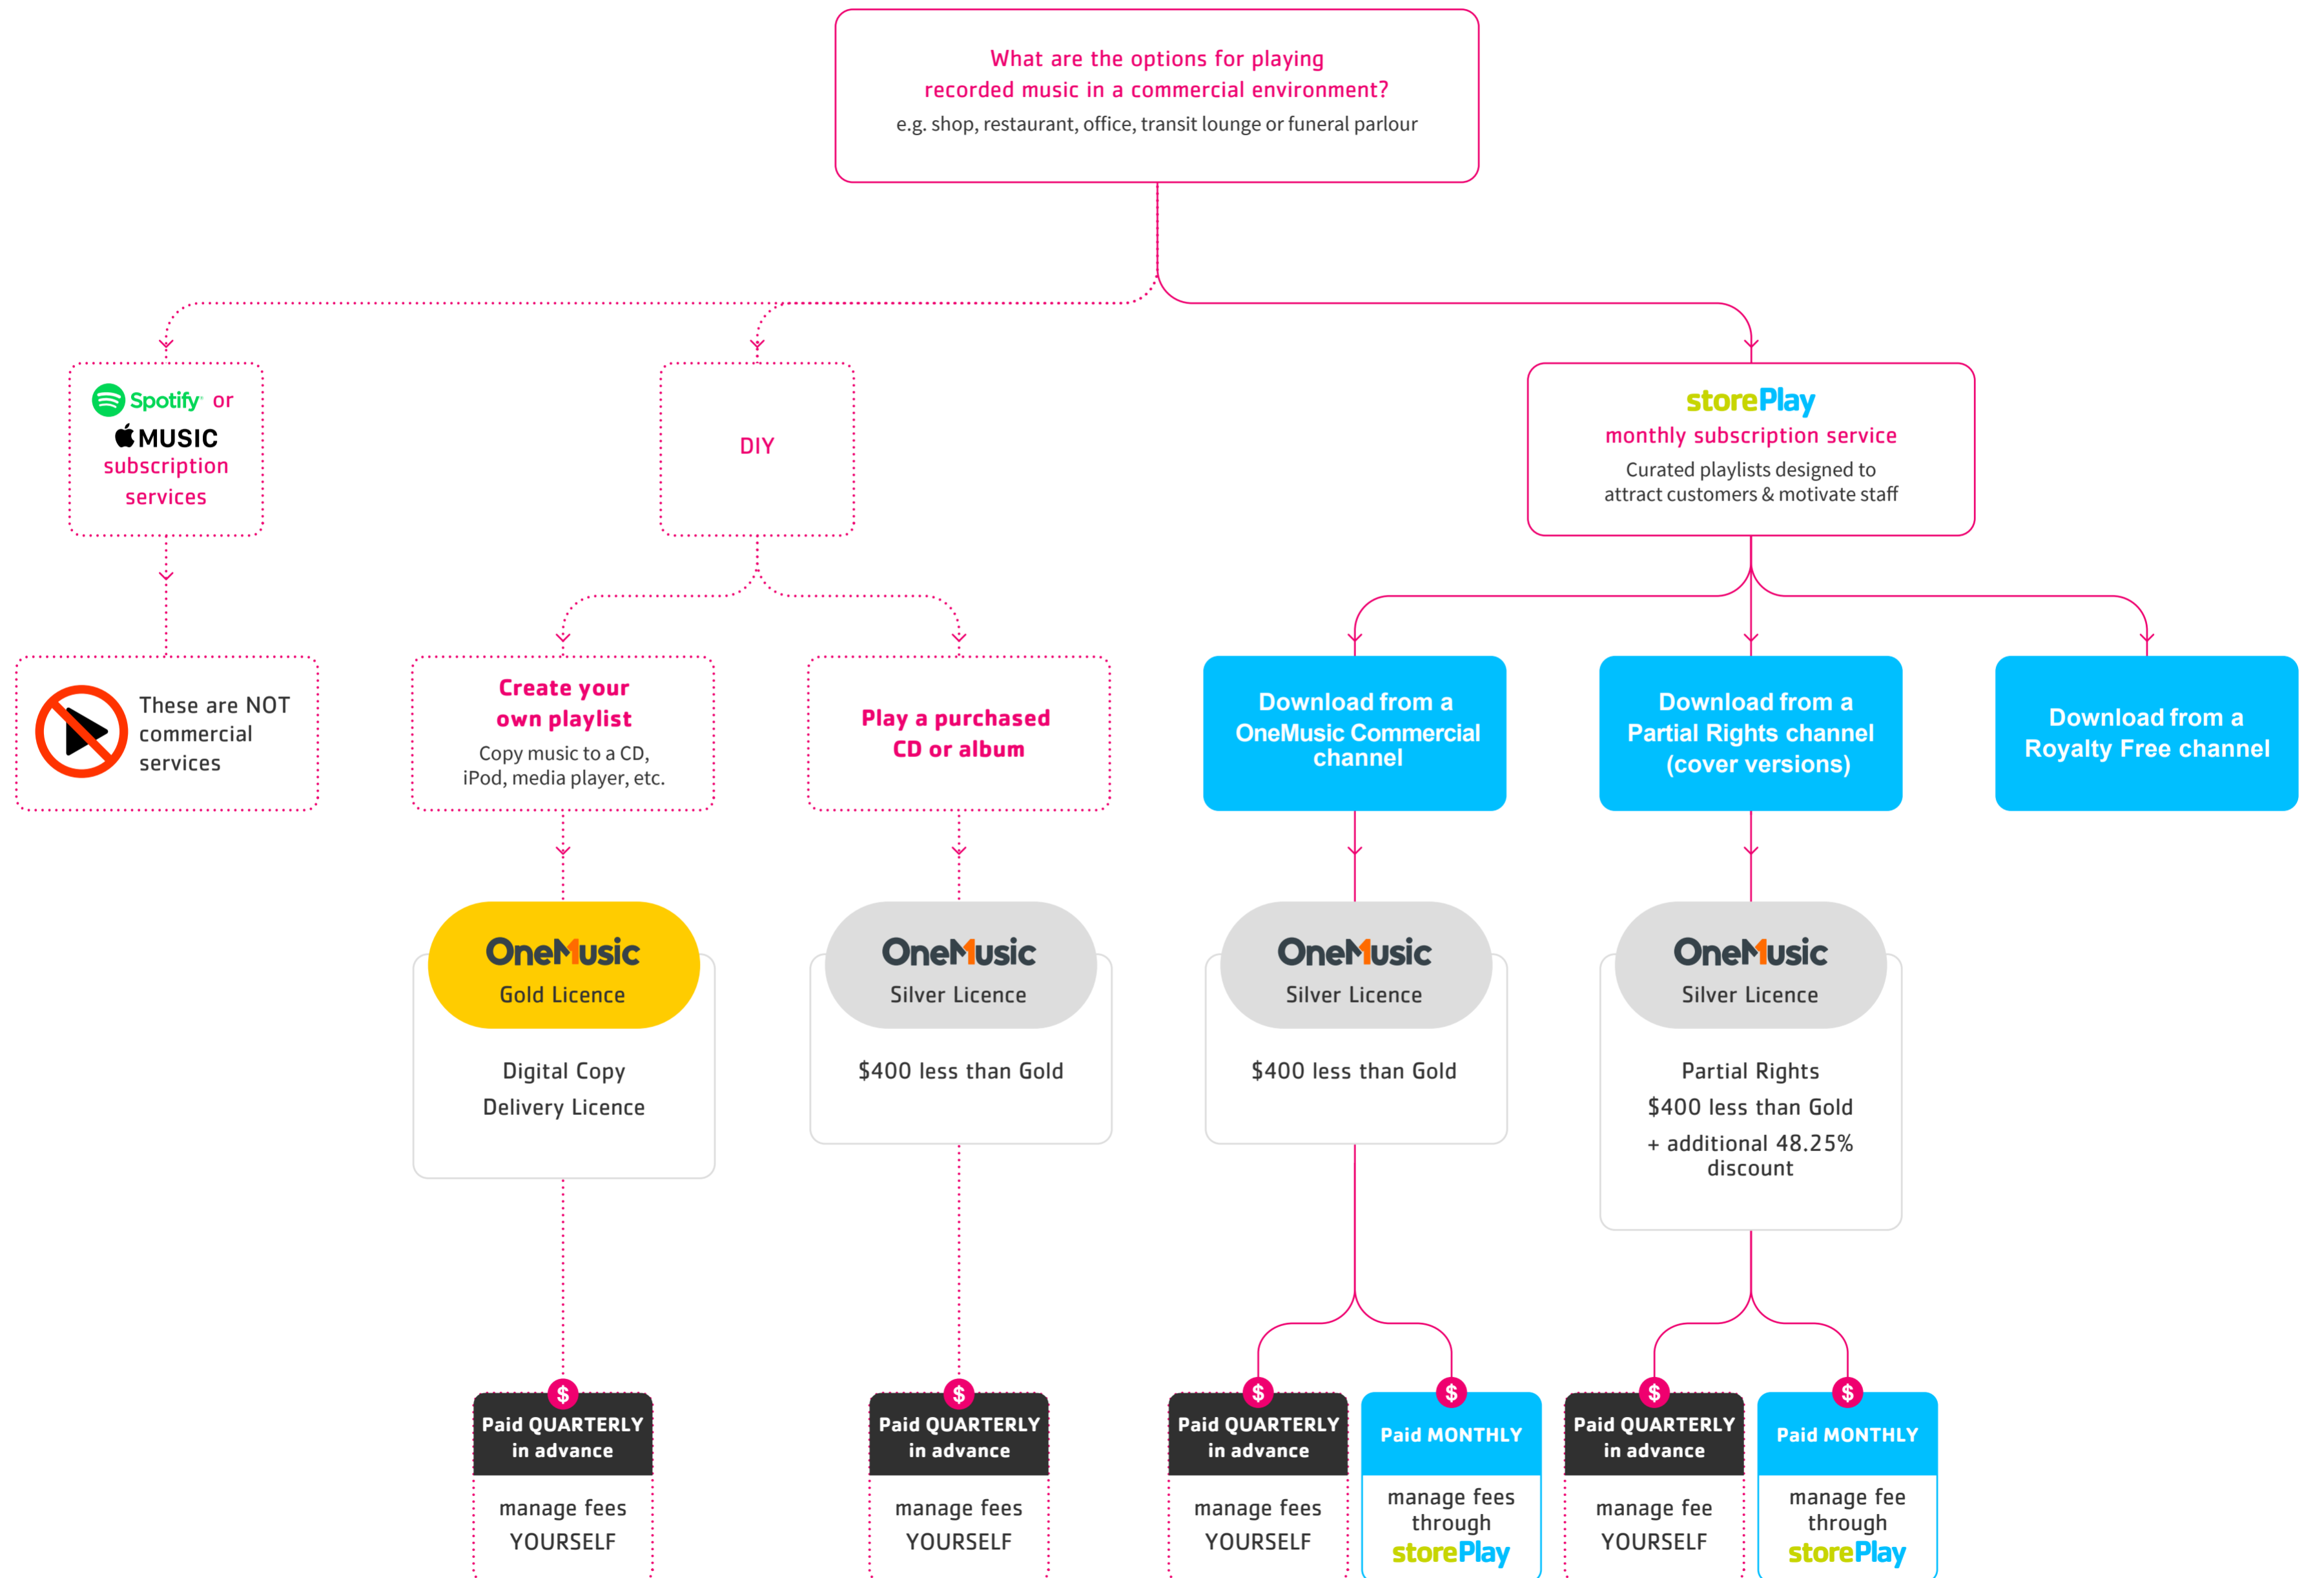 What are the options for playing
recorded music in a commercial environment?
e.g. shop, restaurant, office, transit lounge or funeral parlour
Spotify or
MUSIC
subscription
services
DIY
storePlay
monthly subscription service
Curated playlists designed to
attract customers & motivate staff
These are NOT
commercial
services
Create your
own playlist
Copy music to a CD,
iPod, media player, etc.
Play a purchased
CD or album
Download from a
OneMusic Commercial
channel
Download from a
Partial Rights channel
(cover versions)
Download from a
Royalty Free channel
OneMusic
Gold Licence
Digital Copy
Delivery Licence
OneMusic
Silver Licence
$400 less than Gold
OneMusic
Silver Licence
$400 less than Gold
OneMusic
Silver Licence
Partial Rights
$400 less than Gold
+ additional 48.25%
discount
$
Paid QUARTERLY
in advance
manage fees
YOURSELF
$
Paid QUARTERLY
in advance
manage fees
YOURSELF
$
Paid QUARTERLY
in advance
manage fees
YOURSELF
$
Paid MONTHLY
manage fees
through
storePlay
$
Paid QUARTERLY
in advance
manage fee
YOURSELF
$
Paid MONTHLY
manage fee
through
storePlay